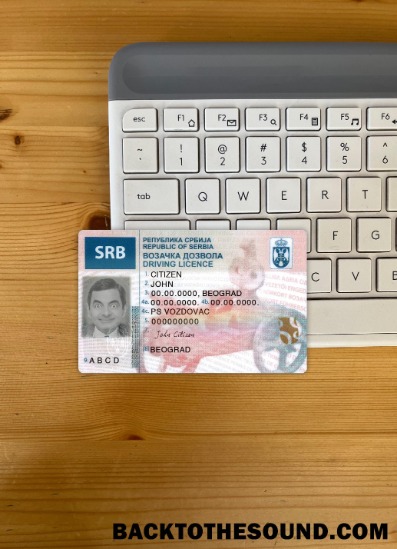 esc F1 F2 F3 F4 F5 F6
~ ` ! 1 @ 2 # 3 $ 4 % 5 ^ 6
tab Q W E R T
F G
C V
SRB
РЕПУБЛИКА СРБИЈА
REPUBLIC OF SERBIA
ВОЗАЧКА ДОЗВОЛА
DRIVING LICENCE
1. CITIZEN
2. JOHN
3. 00.00.0000, BEOGRAD
4a. 00.00.0000. 4b. 00.00.0000.
4c. PS VOZDOVAC
5. 000000000
John Citizen
BEOGRAD
9. A B C D
BACKTOTHESOUND.COM